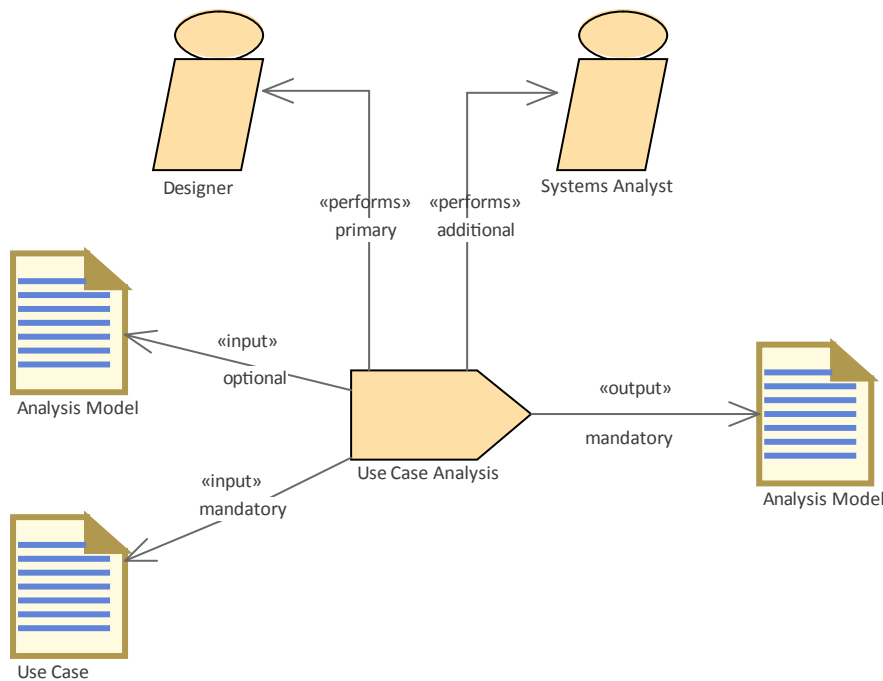 Designer
Systems Analyst
«performs»
primary
«performs»
additional
«input»
optional
Analysis Model
«output»
mandatory
Use Case Analysis
«input»
mandatory
Analysis Model
Use Case